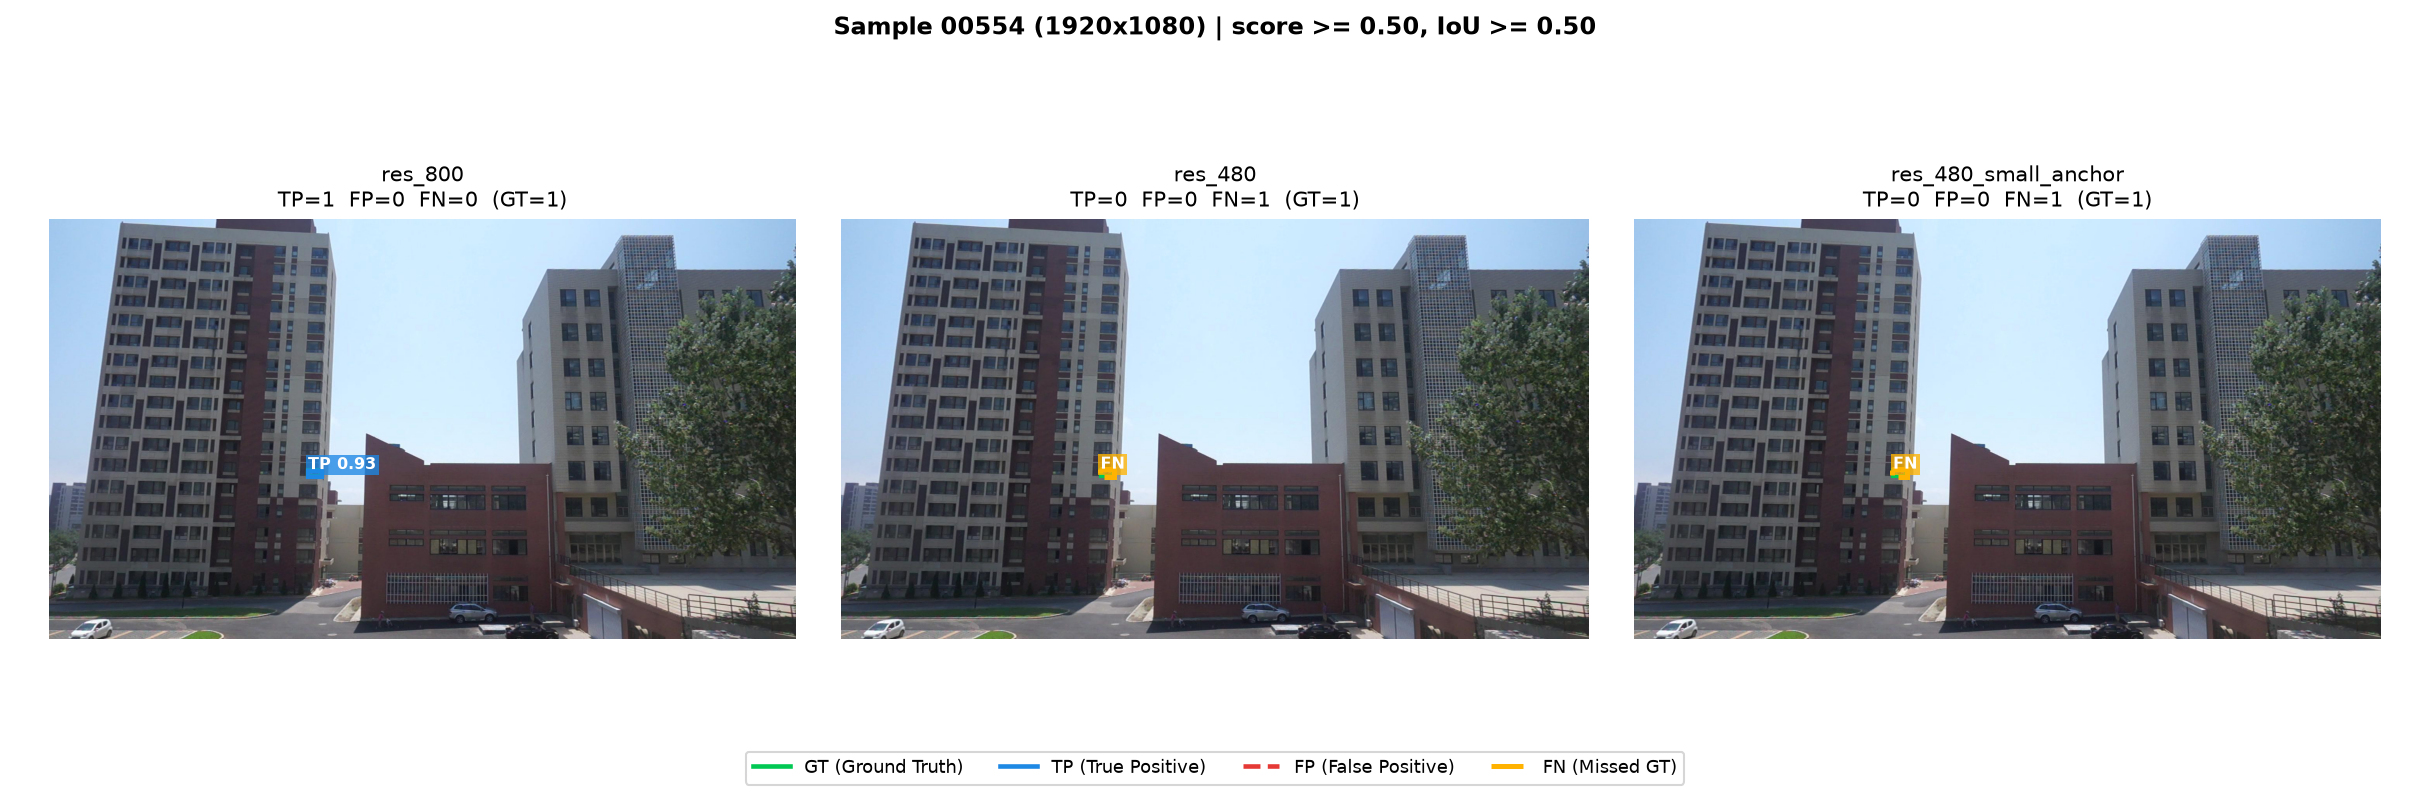 Sample 00554 (1920x1080) | score >= 0.50, IoU >= 0.50
res_800
TP=1 FP=0 FN=0 (GT=1)
res_480
TP=0 FP=0 FN=1 (GT=1)
res_480_small_anchor
TP=0 FP=0 FN=1 (GT=1)
TP 0.93
FN
FN
GT (Ground Truth)
TP (True Positive)
FP (False Positive)
FN (Missed GT)